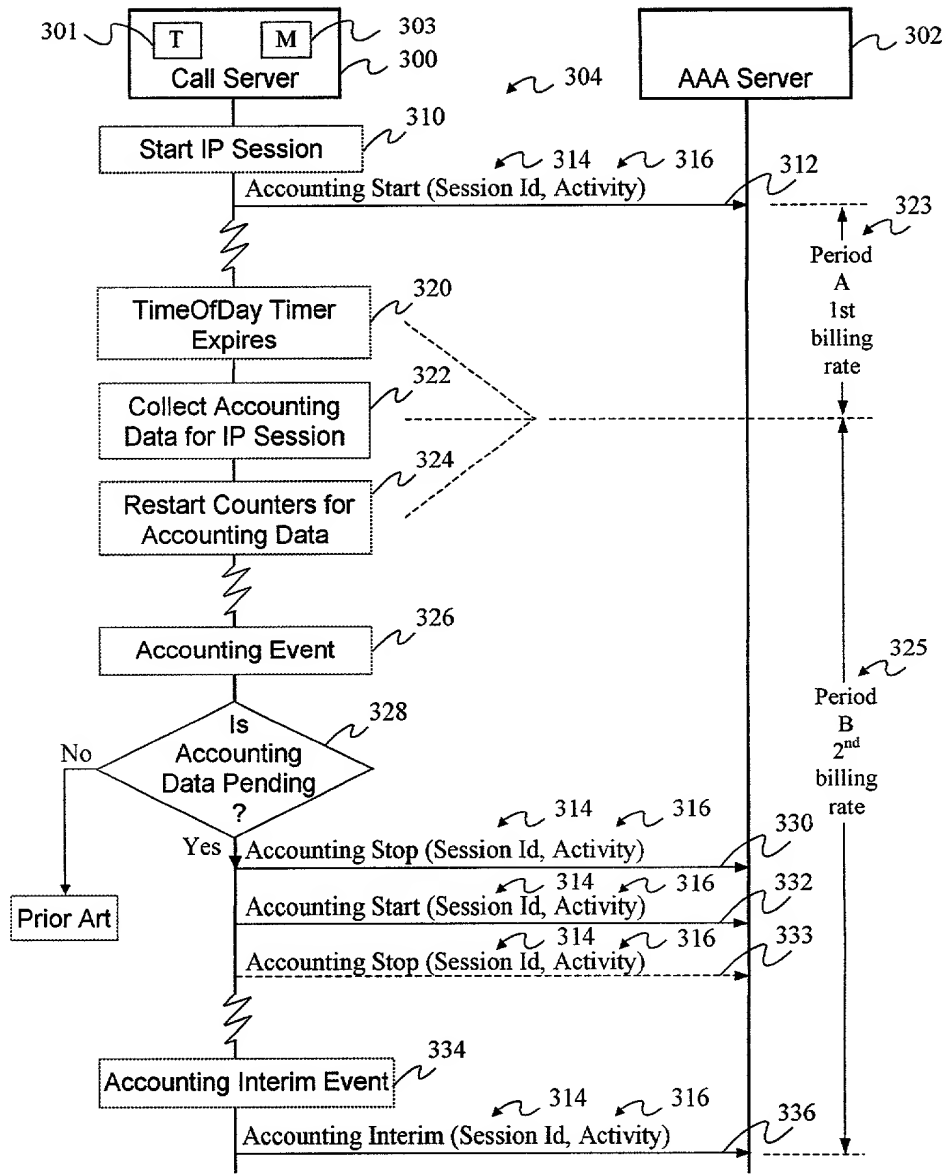 301 T M 303
300 302
Call Server AAA Server
304
310
Start IP Session
314 316
Accounting Start (Session Id, Activity) 312
323
Period
A
1st
billing
rate
320
TimeOfDay Timer
Expires
322
Collect Accounting
Data for IP Session
324
Restart Counters for
Accounting Data
326
Accounting Event
325
Period
B
2nd
billing
rate
328
Is
Accounting
Data Pending
?
No
Yes
Prior Art
314 316
Accounting Stop (Session Id, Activity) 330
314 316
Accounting Start (Session Id, Activity) 332
314 316
Accounting Stop (Session Id, Activity) 333
334
Accounting Interim Event
314 316
Accounting Interim (Session Id, Activity) 336